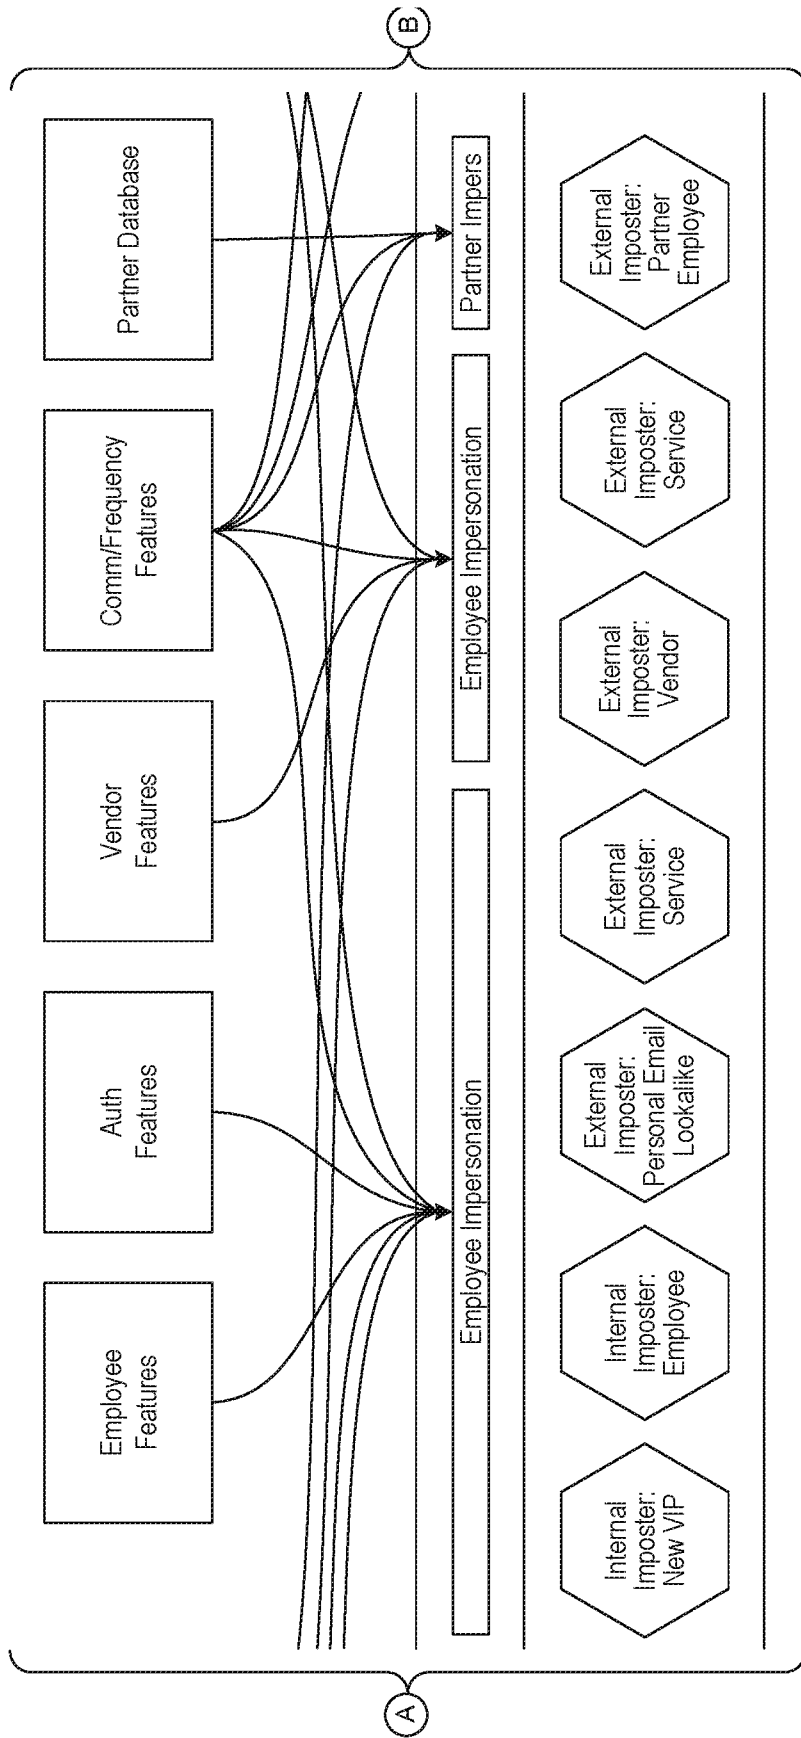 A
Employee
Features
Auth
Features
Vendor
Features
Comm/Frequency
Features
Partner Database
B
Employee Impersonation
Employee Impersonation
Partner Impers
Internal
Imposter:
New VIP
Internal
Imposter:
Employee
External
Imposter:
Personal Email
Lookalike
External
Imposter:
Service
External
Imposter:
Vendor
External
Imposter:
Service
External
Imposter:
Partner
Employee